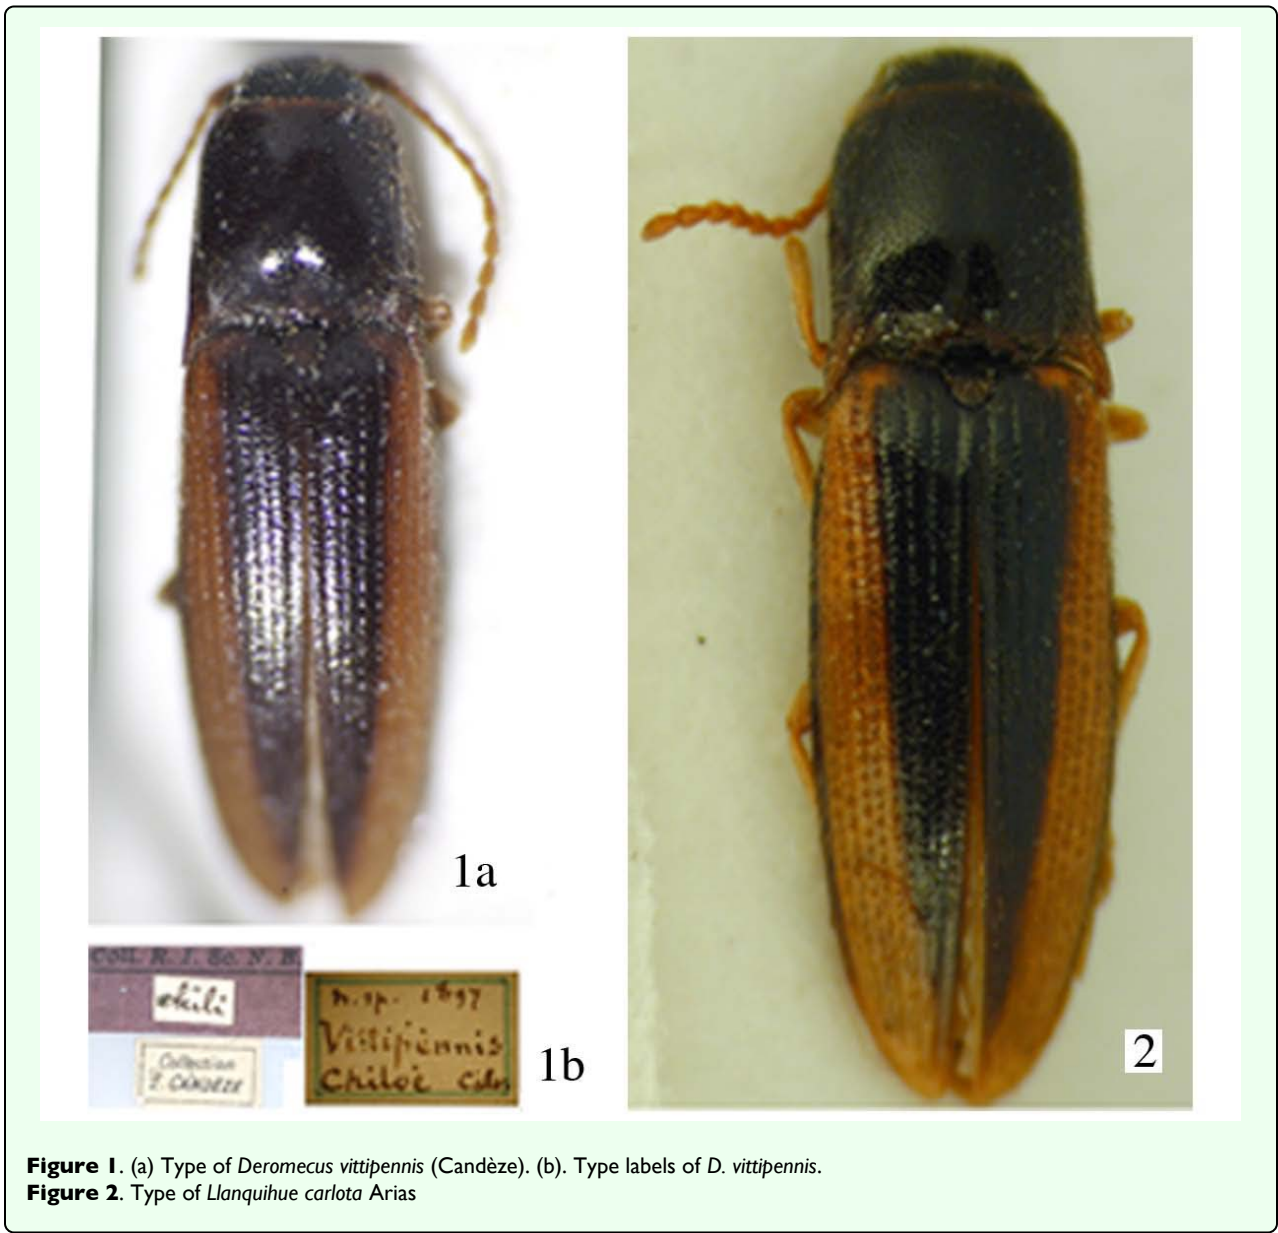 1a
Coll. R. I. Sc. N. B.
chili
Collection
E. CANDEZE
n. sp. 1897
Vittipennis
Chiloë
1b
2
Figure 1. (a) Type of Deromecus vittipennis (Candèze). (b). Type labels of D. vittipennis.
Figure 2. Type of Llanquihue carlota Arias